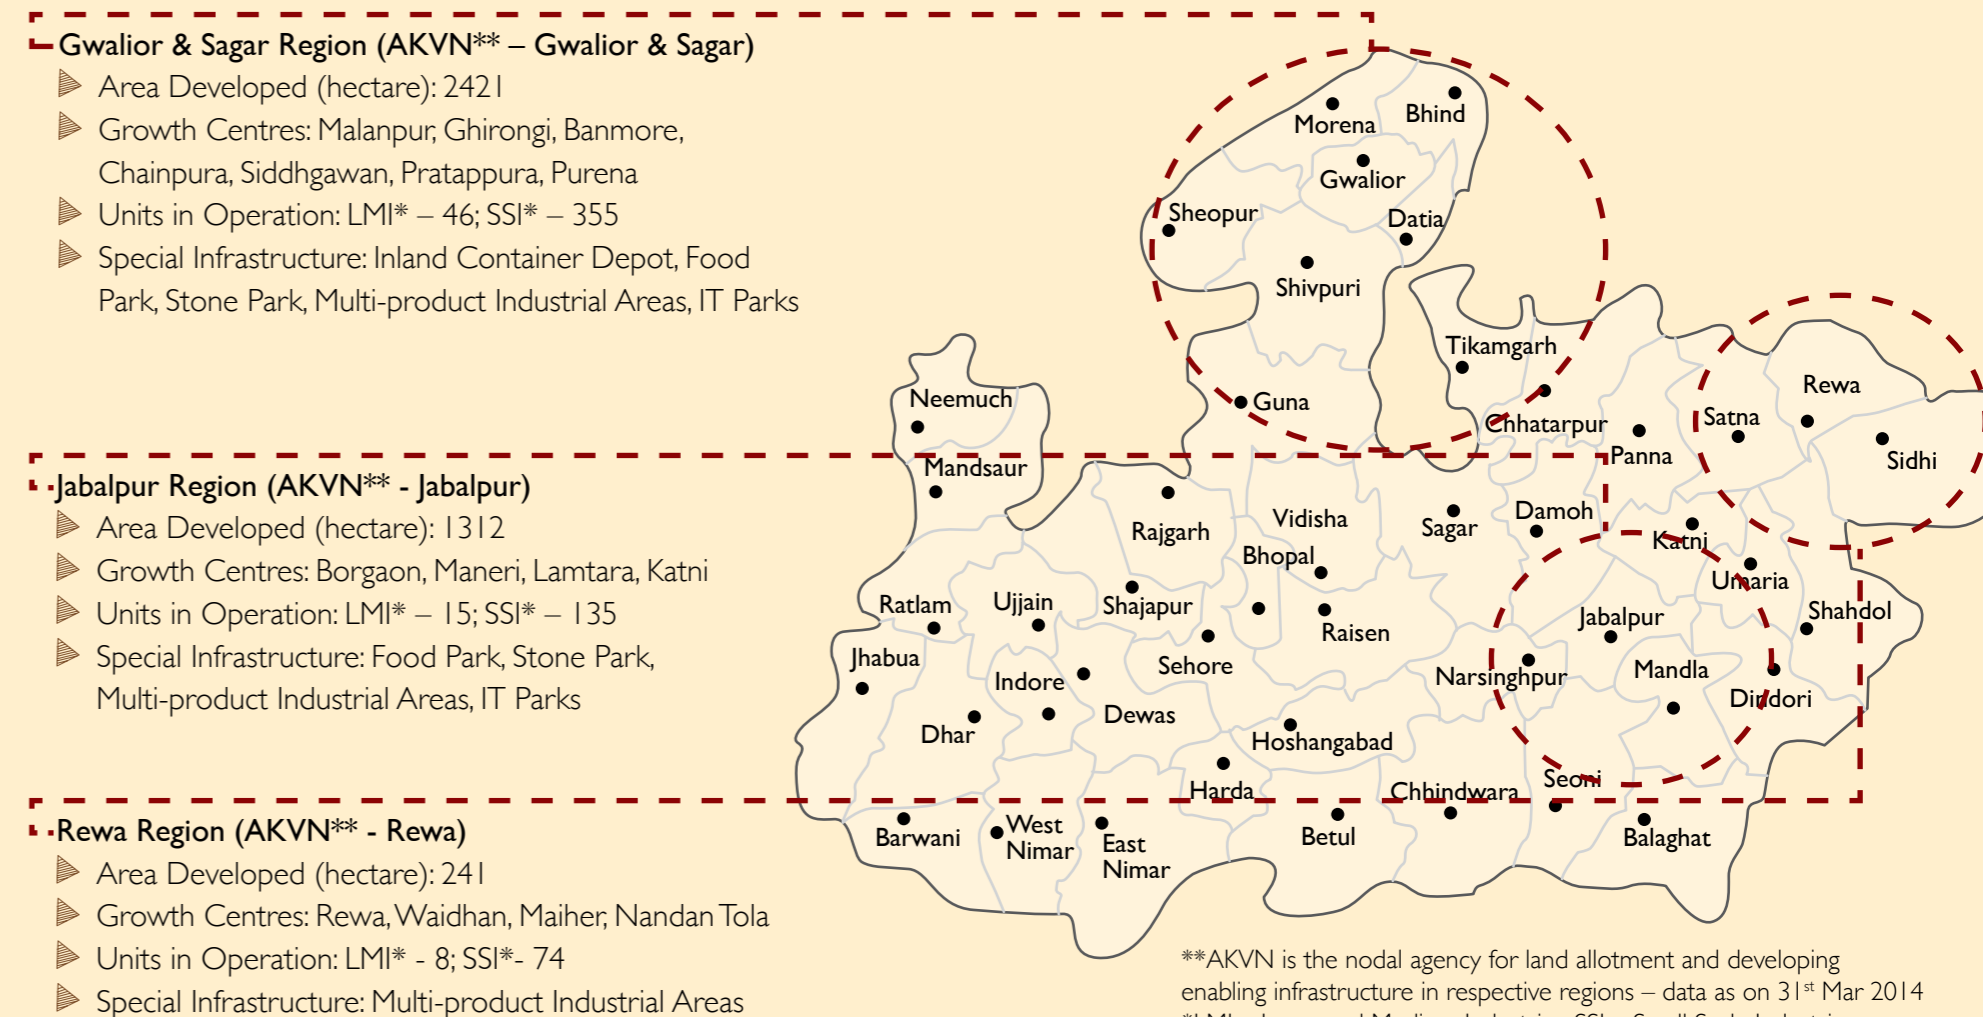 Gwalior & Sagar Region (AKVN** – Gwalior & Sagar)
Area Developed (hectare): 2421
Growth Centres: Malanpur, Ghirongi, Banmore,
Chainpura, Siddhgawan, Pratappura, Purena
Units in Operation: LMI* – 46; SSI* – 355
Special Infrastructure: Inland Container Depot, Food
Park, Stone Park, Multi-product Industrial Areas, IT Parks
Jabalpur Region (AKVN** - Jabalpur)
Area Developed (hectare): 1312
Growth Centres: Borgaon, Maneri, Lamtara, Katni
Units in Operation: LMI* – 15; SSI* – 135
Special Infrastructure: Food Park, Stone Park,
Multi-product Industrial Areas, IT Parks
Rewa Region (AKVN** - Rewa)
Area Developed (hectare): 241
Growth Centres: Rewa, Waidhan, Maiher, Nandan Tola
Units in Operation: LMI* - 8; SSI*- 74
Special Infrastructure: Multi-product Industrial Areas
Bhind
Morena
Gwalior
Sheopur
Datia
Shivpuri
Tikamgarh
Rewa
Neemuch
Guna
Satna
Chhatarpur
Panna
Sidhi
Mandsaur
Damoh
Vidisha
Sagar
Rajgarh
Katni
Bhopal
Umaria
Ratlam
Ujjain
Shajapur
Shahdol
Jabalpur
Raisen
Jhabua
Sehore
Mandla
Narsinghpur
Indore
Dindori
Dewas
Dhar
Hoshangabad
Seoni
Harda
Chhindwara
West
Nimar
Barwani
Betul
Balaghat
East
Nimar
**AKVN is the nodal agency for land allotment and developing
enabling infrastructure in respective regions – data as on 31st Mar 2014